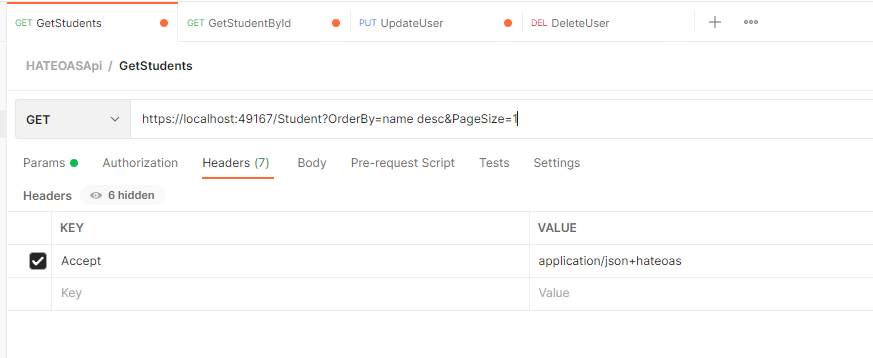 GET GetStudents GET GetStudentById PUT UpdateUser DEL DeleteUser
HATEOASApi / GetStudents
GET https://localhost:49167/Student?OrderBy=name desc&PageSize=1
Params Authorization Headers (7) Body Pre-request Script Tests Settings
Headers 6 hidden
KEY VALUE
Accept application/json+hateoas
Key Value